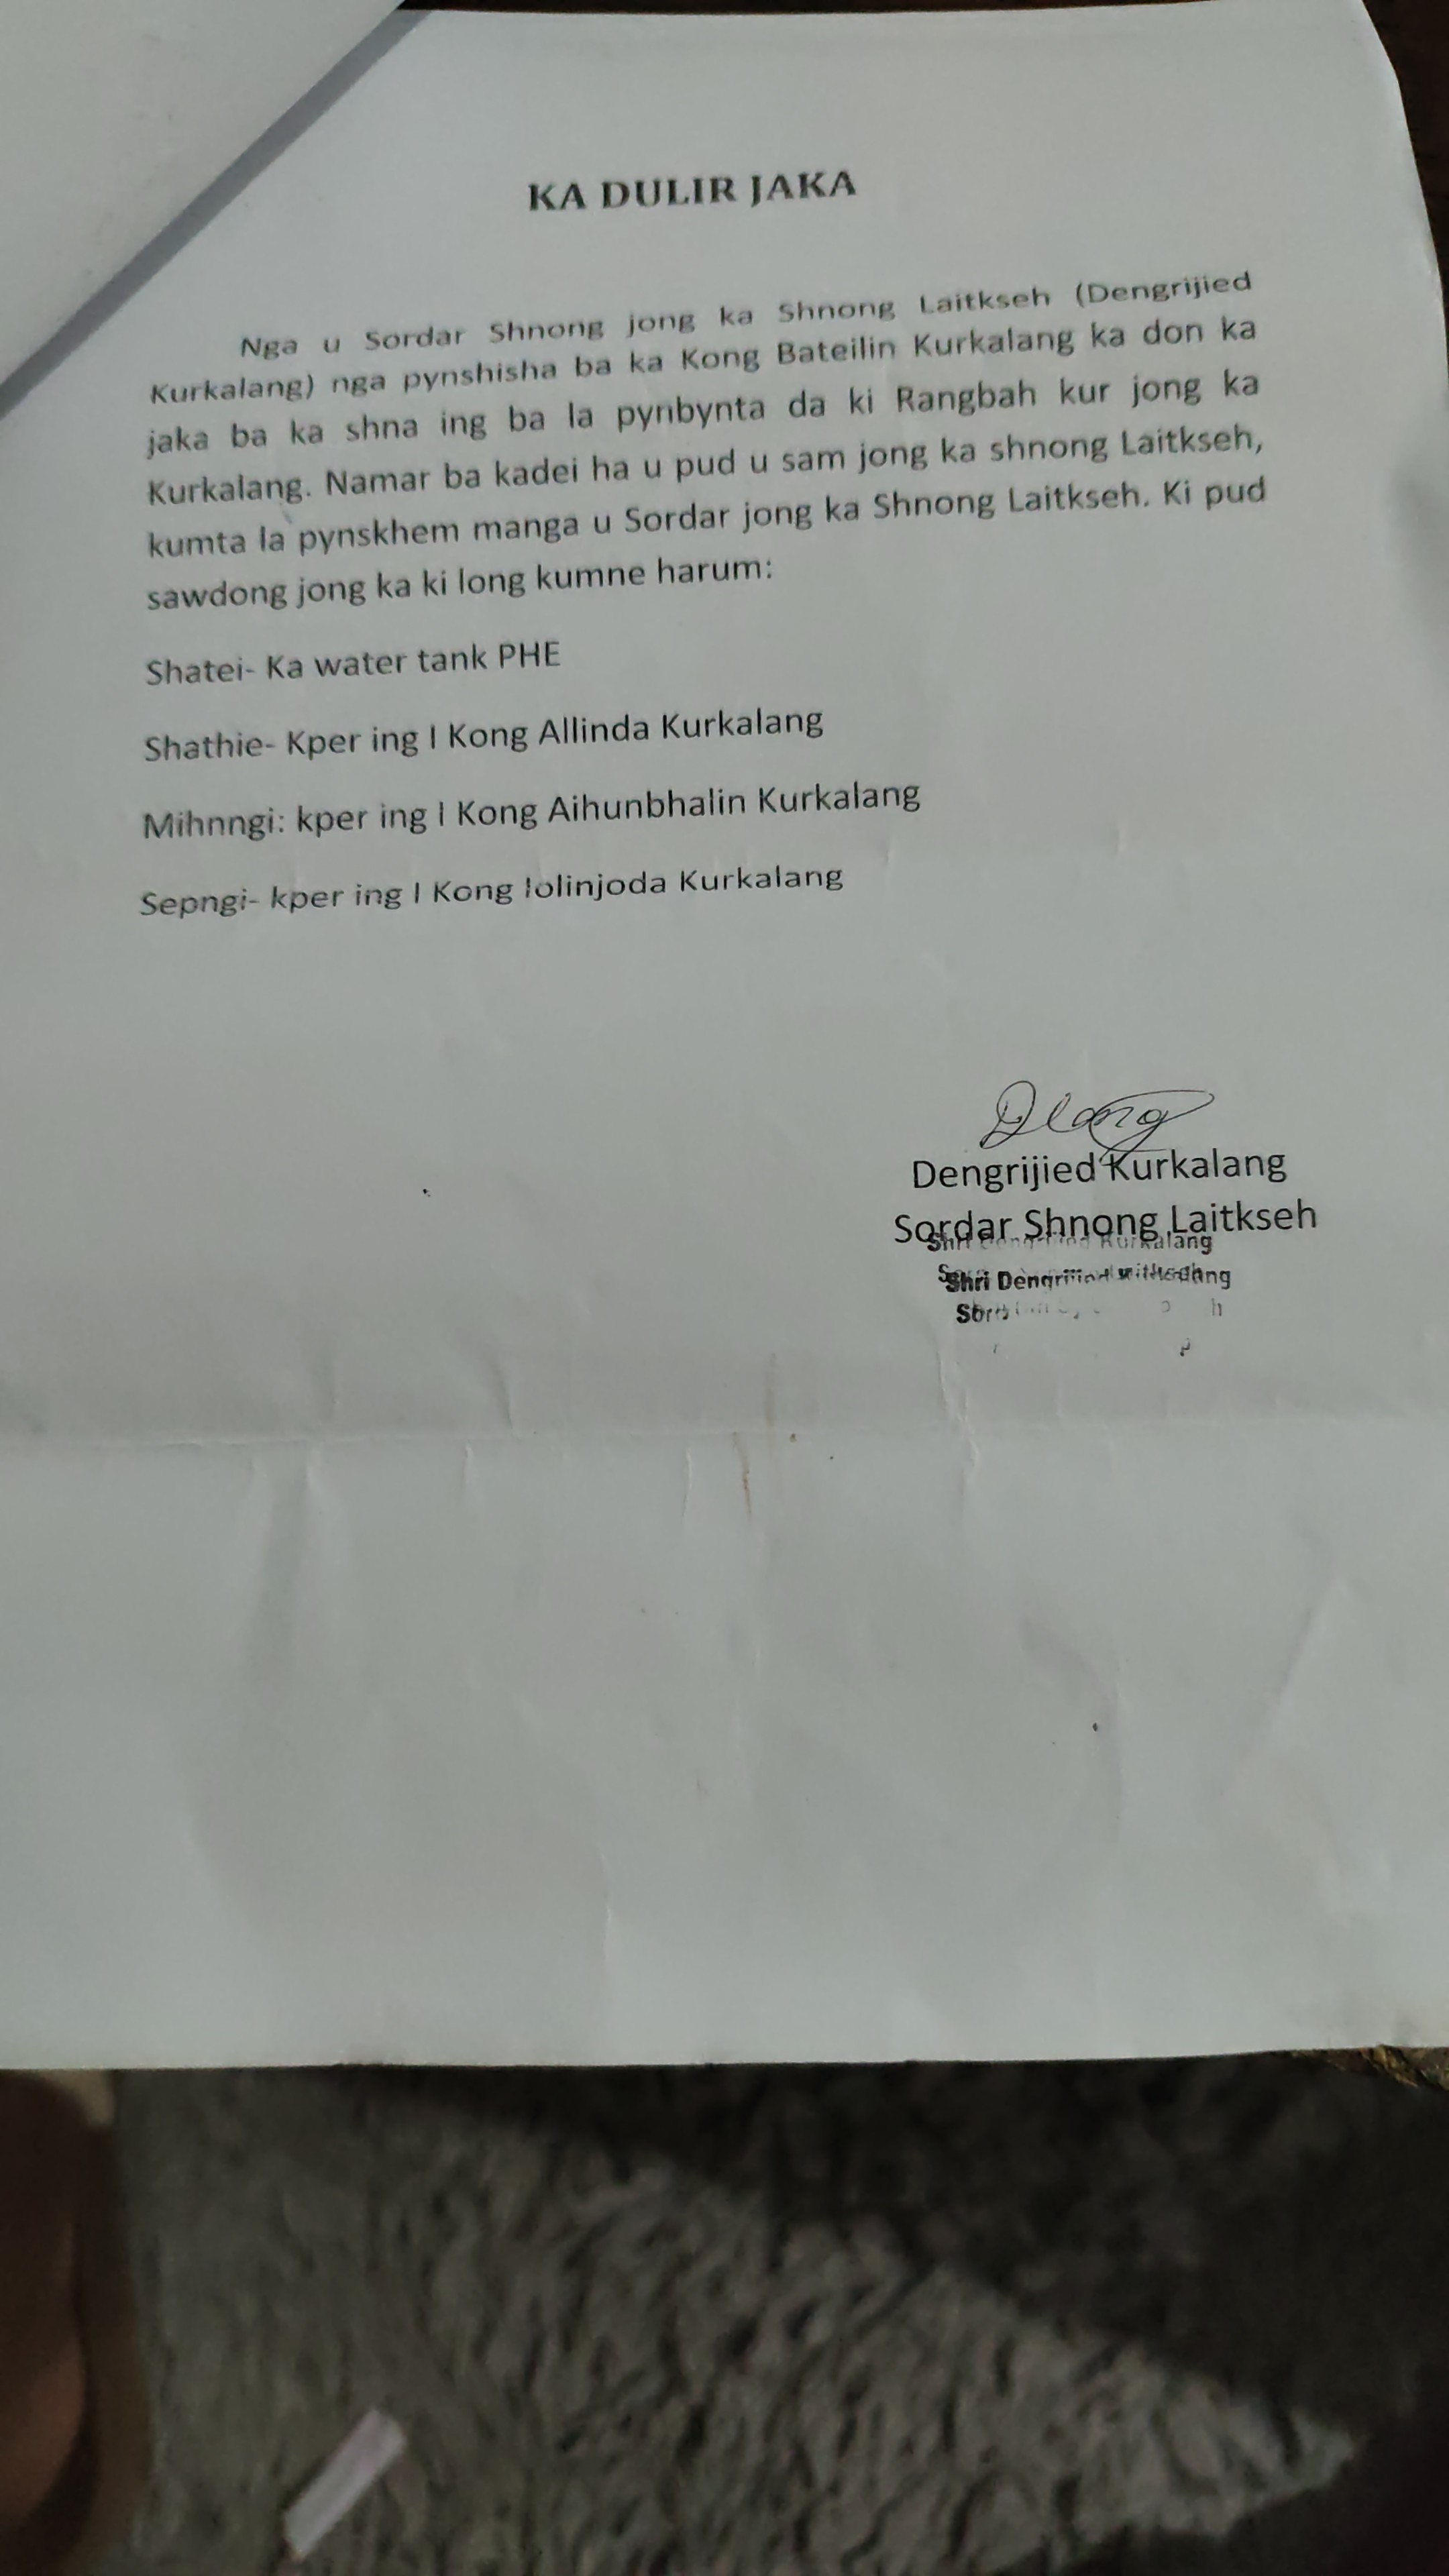 KA DULIR JAKA
Nga u Sordar Shnong jong ka Shnong Laitkseh (Dengrijied
Kurkalang) nga pynshisha ba ka Kong Bateilin Kurkalang ka don ka
jaka ba ka shna ing ba la pynbynta da ki Rangbah kur jong ka
Kurkalang. Namar ba kadei ha u pud u sam jong ka shnong Laitkseh,
kumta la pynskhem manga u Sordar jong ka Shnong Laitkseh. Ki pud
sawdong jong ka ki long kumne harum:
Shatei- Ka water tank PHE
Shathie- Kper ing I Kong Allinda Kurkalang
Mihnngi: kper ing I Kong Aihunbhalin Kurkalang
Sepngi- kper ing I Kong Iolinjoda Kurkalang
Dengrijied Kurkalang
Sordar Shnong Laitkseh
Shri Kurkalang
Shri